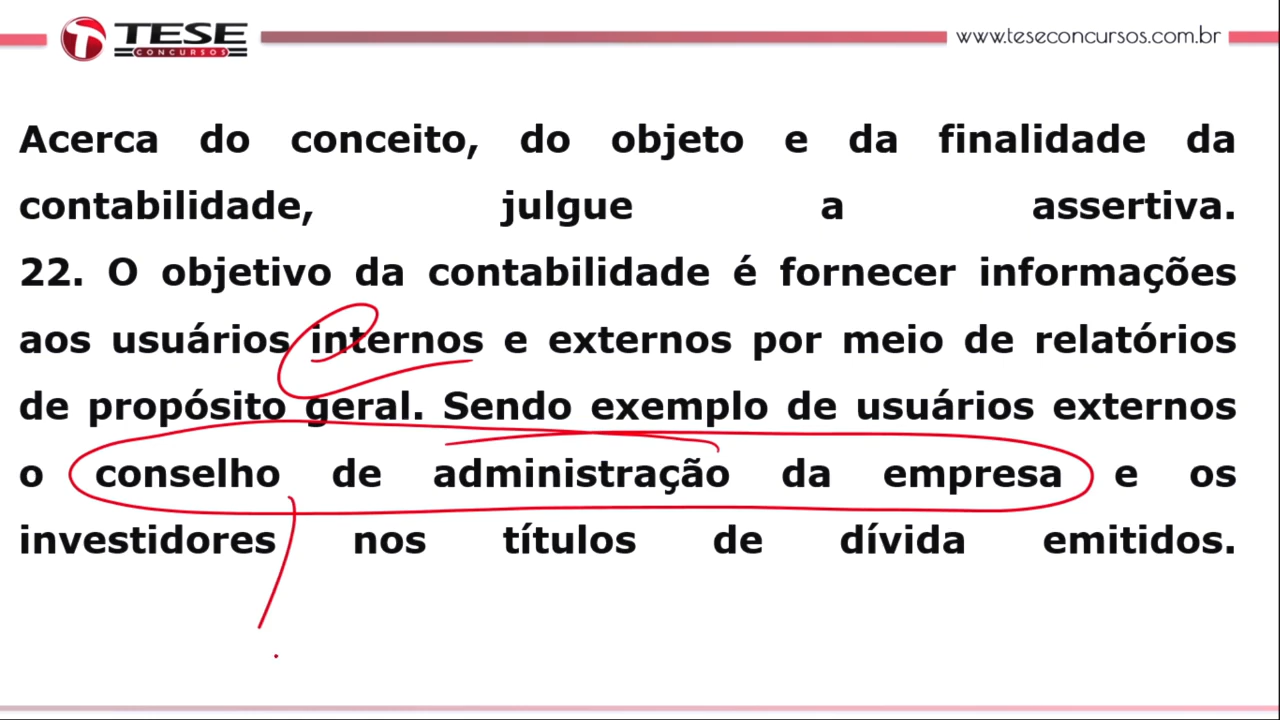 TESE
CONCURSOS
www.teseconcursos.com.br
Acerca do conceito, do objeto e da finalidade da
contabilidade, julgue a assertiva.
22. O objetivo da contabilidade é fornecer informações
aos usuários internos e externos por meio de relatórios
de propósito geral. Sendo exemplo de usuários externos
o conselho de administração da empresa e os
investidores nos títulos de dívida emitidos.